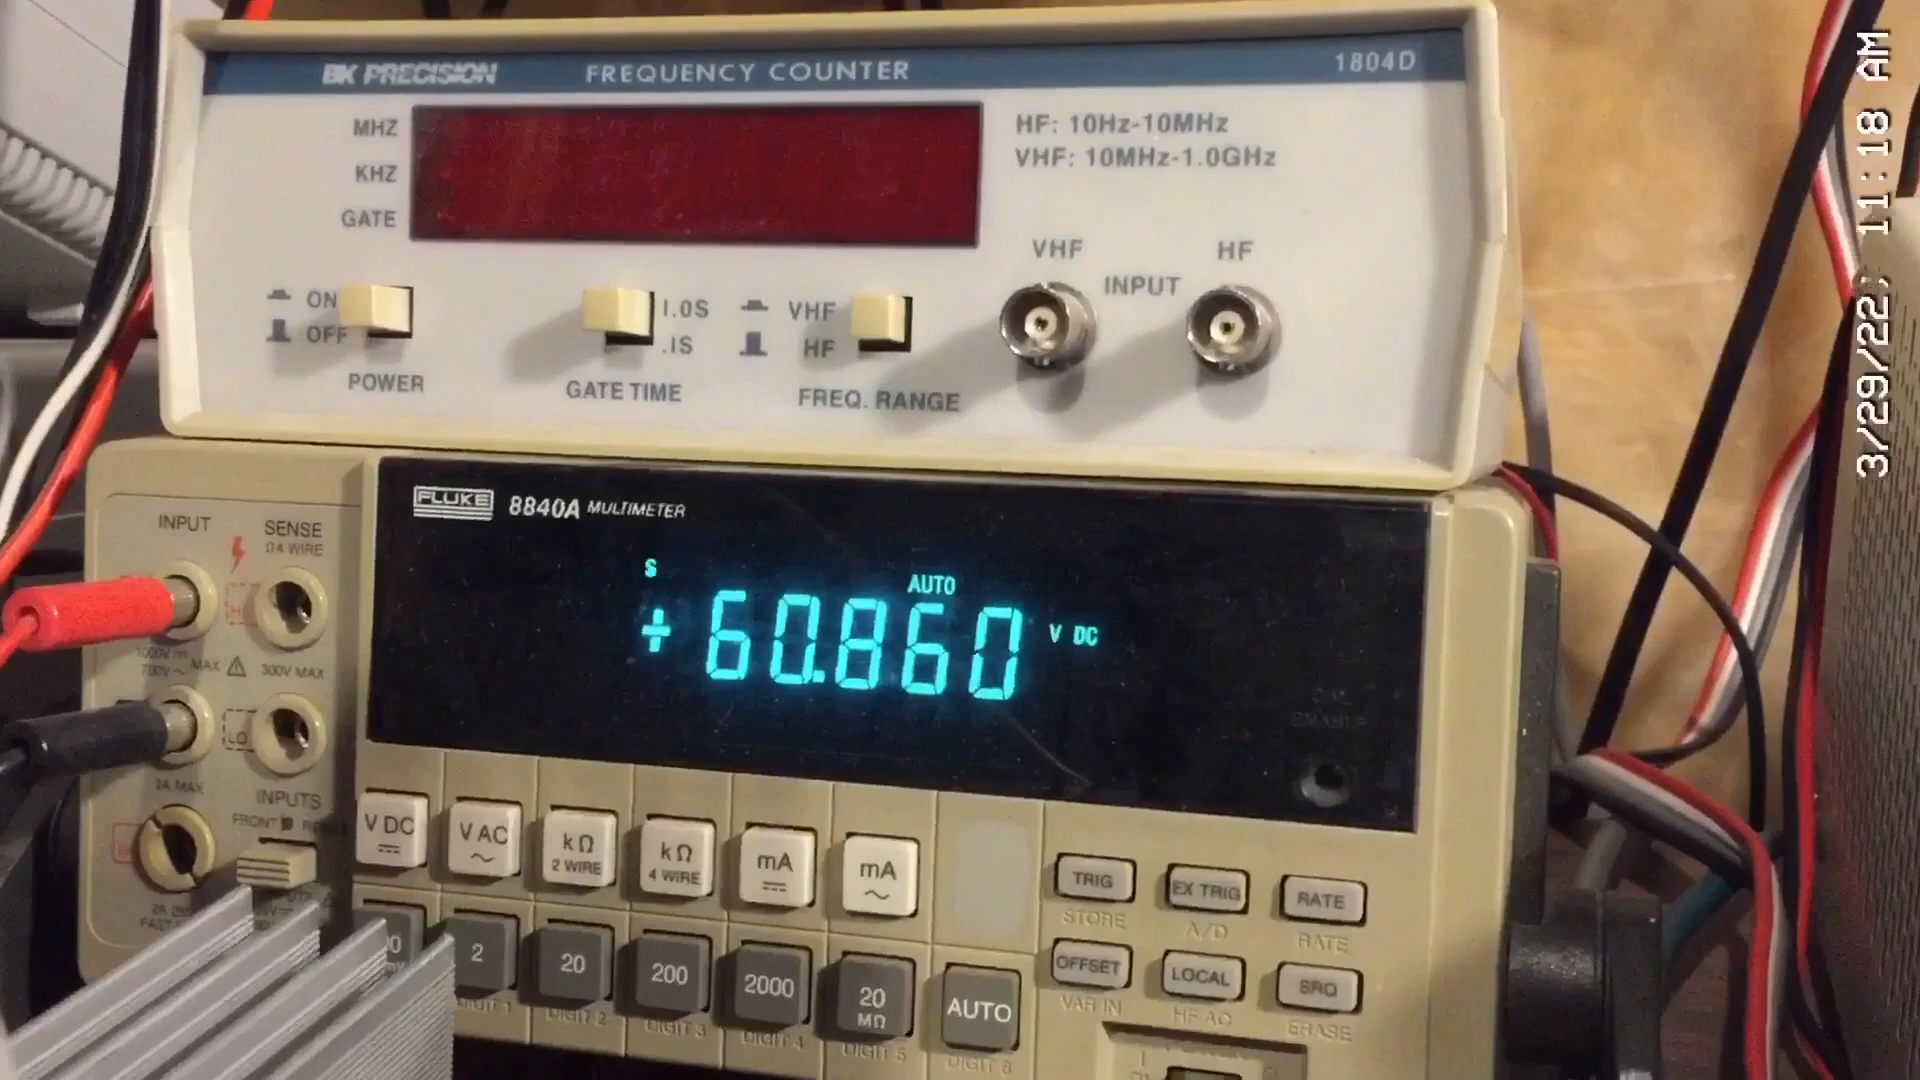 BK PRECISION FREQUENCY COUNTER 1804D
MHZ
KHZ
GATE
HF: 10Hz-10MHz
VHF: 10MHz-1.0GHz
VHF
HF
INPUT
ON
OFF
POWER
1.0S
.1S
GATE TIME
VHF
HF
FREQ. RANGE
3/29/22; 11:18 AM
FLUKE 8840A MULTIMETER
S
AUTO
+60.860 V DC
INPUT
SENSE
Ω4 WIRE
HI
1000V
700V ~ MAX
300V MAX
LO
2A MAX
INPUTS
FRONT
V DC
V AC
kΩ
2 WIRE
kΩ
4 WIRE
mA
mA
TRIG
STORE
EX TRIG
A/D
RATE
RATE
2
20
200
2000
20
MΩ
AUTO
DIGIT 1
DIGIT 2
DIGIT 3
DIGIT 4
DIGIT 5
DIGIT 6
OFFSET
VAR IN
LOCAL
HF AC
SRQ
ERASE